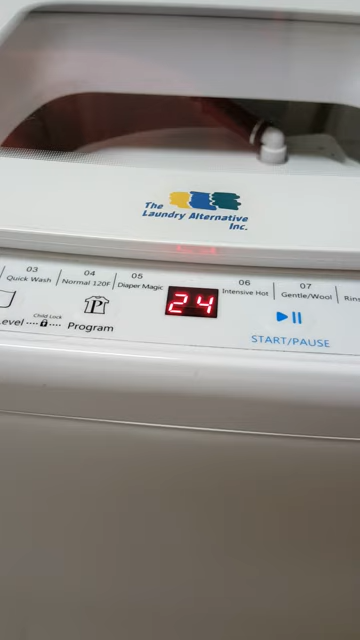 The
Laundry Alternative
Inc.
03
Quick Wash
04
Normal 120F
05
Diaper Magic
24
06
Intensive Hot
07
Gentle/Wool
Level
Child Lock
P
Program
START/PAUSE